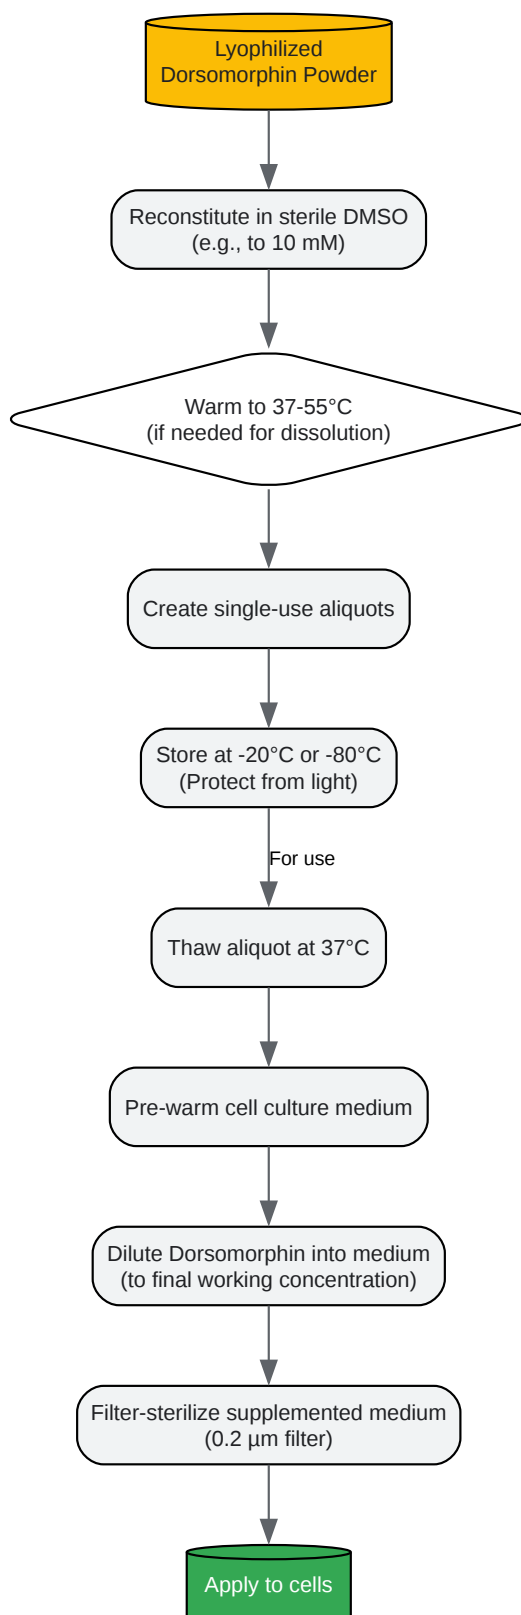 Lyophilized
Dorsomorphin Powder
Reconstitute in sterile DMSO
(e.g., to 10 mM)
Warm to 37-55°C
(if needed for dissolution)
Create single-use aliquots
Store at -20°C or -80°C
(Protect from light)
For use
Thaw aliquot at 37°C
Pre-warm cell culture medium
Dilute Dorsomorphin into medium
(to final working concentration)
Filter-sterilize supplemented medium
(0.2 µm filter)
Apply to cells